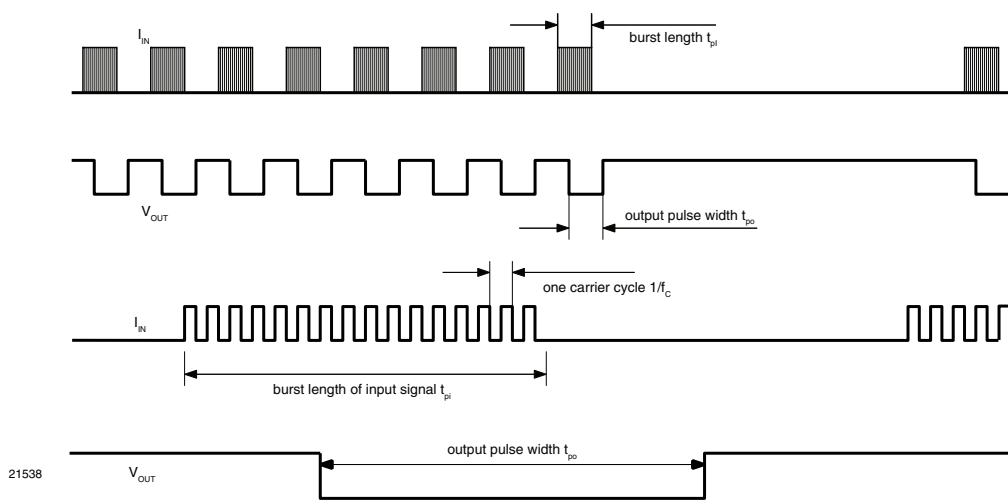 I_IN
burst length t_pi
V_OUT
output pulse width t_po
one carrier cycle 1/f_C
I_IN
burst length of input signal t_pi
output pulse width t_po
V_OUT
21538